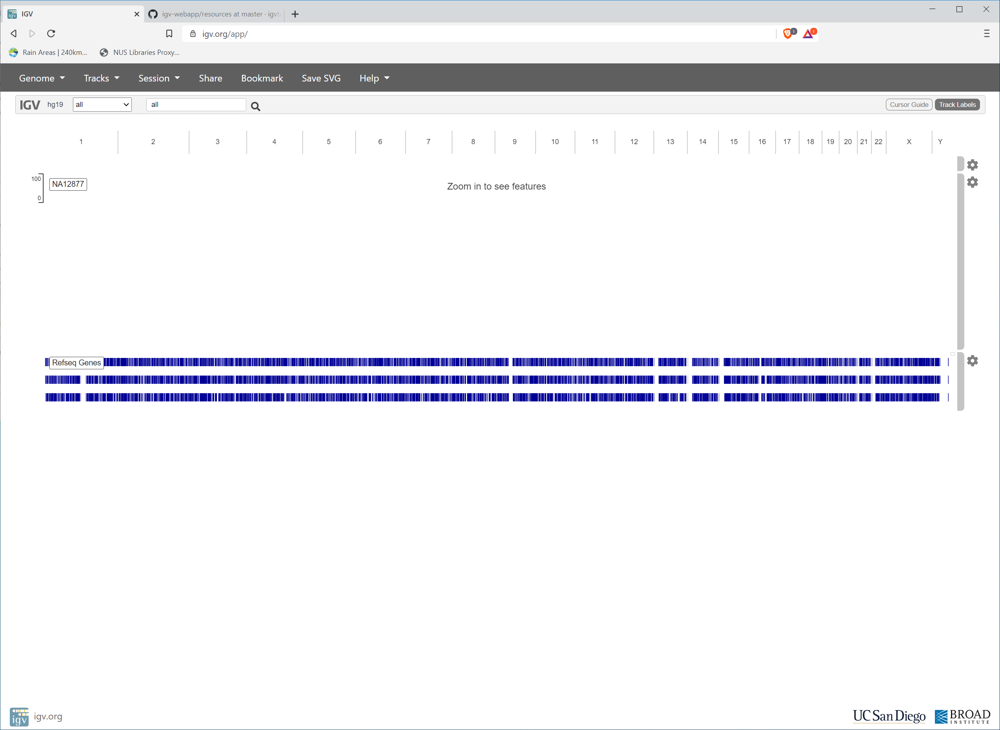 IGV
igv-webapp/resources at master · igvte
igv.org/app/
1
1
Rain Areas | 240km...
NUS Libraries Proxy...
Genome
Tracks
Session
Share
Bookmark
Save SVG
Help
IGV
hg19
all
all
Cursor Guide
Track Labels
1 2 3 4 5 6 7 8 9 10 11 12 13 14 15 16 17 18 19 20 21 22 X Y
100
NA12877
Zoom in to see features
0
Refseq Genes
igv
igv.org
UC San Diego
BROAD
INSTITUTE